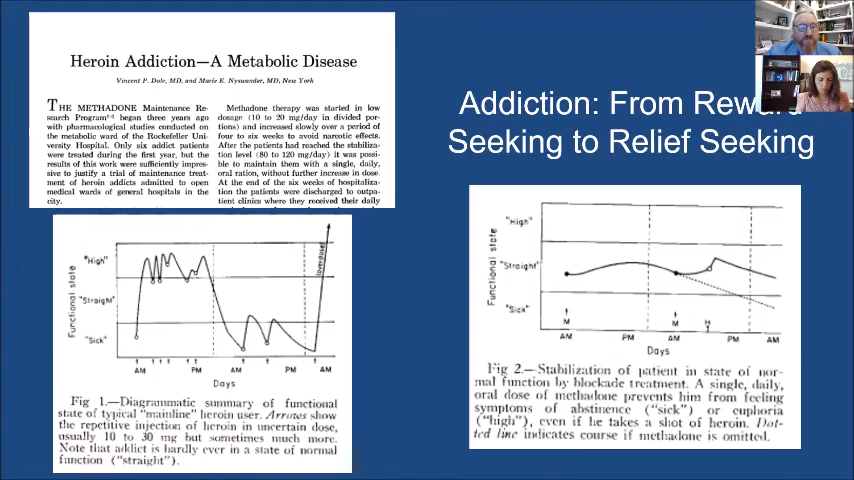 Heroin Addiction—A Metabolic Disease
Vincent P. Dole, MD, and Marie E. Nyswander, MD, New York
THE METHADONE Maintenance Re-
search Program¹⁻³ began three years ago
with pharmacological studies conducted on
the metabolic ward of the Rockefeller Uni-
versity Hospital. Only six addict patients
were treated during the first year, but the
results of this work were sufficiently impres-
sive to justify a trial of maintenance treat-
ment of heroin addicts admitted to open
medical wards of general hospitals in the
city.
Methadone therapy was started in low
dosage (10 to 20 mg/day in divided por-
tions) and increased slowly over a period of
four to six weeks to avoid narcotic effects.
After the patients had reached the stabiliza-
tion level (80 to 120 mg/day) it was possi-
ble to maintain them with a single, daily,
oral ration, without further increase in dose.
At the end of the six weeks of hospitaliza-
tion the patients were discharged to outpa-
tient clinics where they received their daily
Addiction: From Reward
Seeking to Relief Seeking
Functional state
"High"
"Straight"
"Sick"
(overdose)
AM PM AM PM AM
Days
Fig 1.—Diagrammatic summary of functional
state of typical "mainline" heroin user. Arrows show
the repetitive injection of heroin in uncertain dose,
usually 10 to 30 mg but sometimes much more.
Note that addict is hardly ever in a state of normal
function ("straight").
Functional state
"High"
"Straight"
"Sick"
M M H
AM PM AM PM AM
Days
Fig 2.—Stabilization of patient in state of nor-
mal function by blockade treatment. A single, daily,
oral dose of methadone prevents him from feeling
symptoms of abstinence ("sick") or euphoria
("high"), even if he takes a shot of heroin. Dot-
ted line indicates course if methadone is omitted.